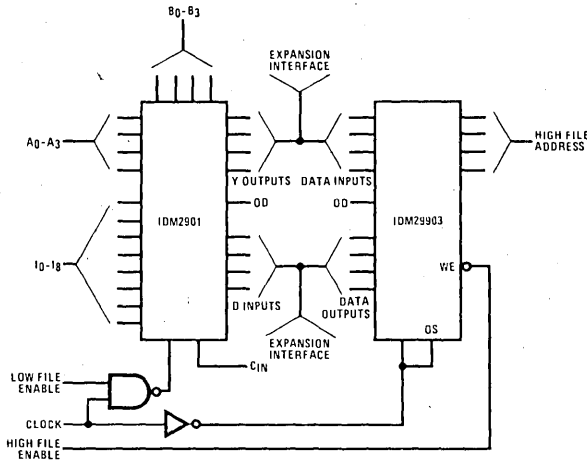 B0-B3
EXPANSION
INTERFACE
A0-A3
HIGH FILE
ADDRESS
Y OUTPUTS
DATA INPUTS
IDM2901
OD
OD
IDM29903
I0-I8
WE
D INPUTS
DATA
OUTPUTS
OS
EXPANSION
INTERFACE
CIN
LOW FILE
ENABLE
CLOCK
HIGH FILE
ENABLE